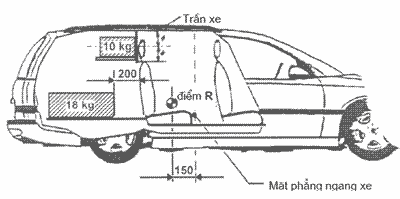 Trần xe
10 kg
200
điểm R
18 kg
150
Mặt phẳng ngang xe